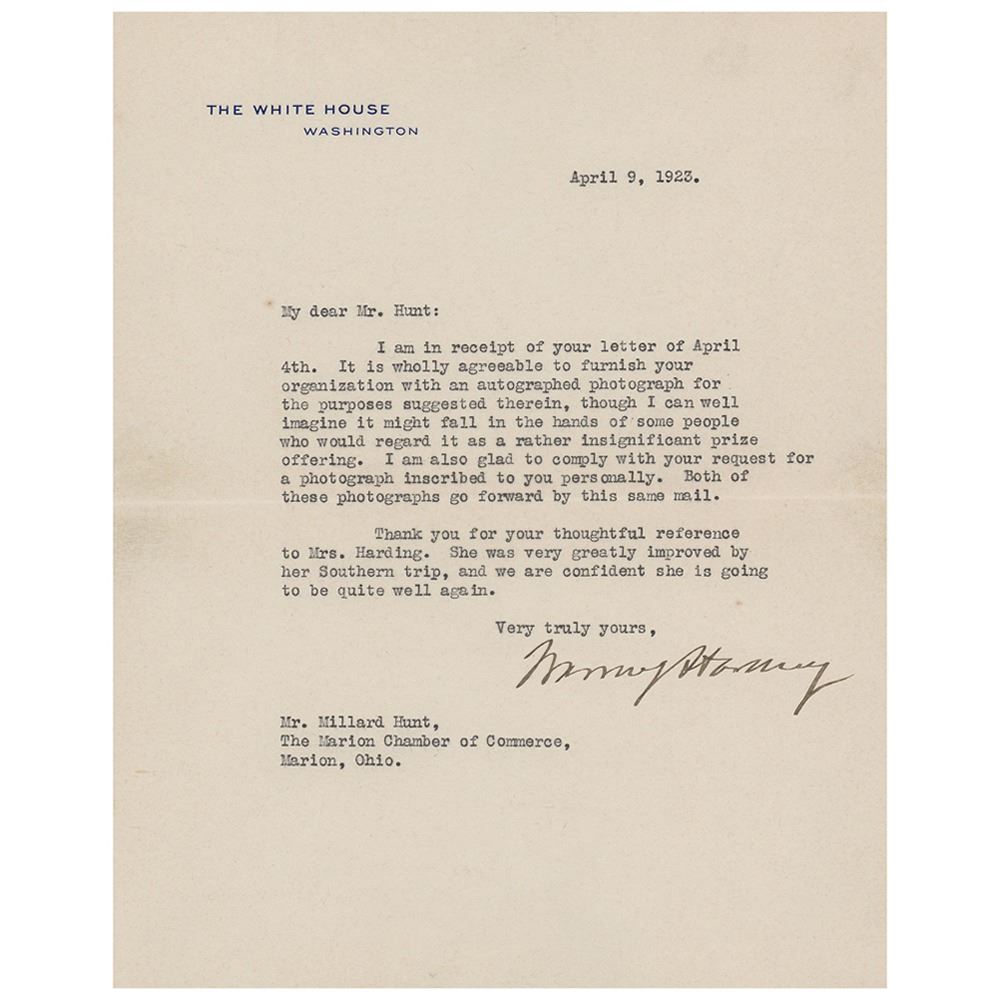 THE WHITE HOUSE
WASHINGTON
April 9, 1923.
My dear Mr. Hunt:
I am in receipt of your letter of April
4th. It is wholly agreeable to furnish your
organization with an autographed photograph for
the purposes suggested therein, though I can well
imagine it might fall in the hands of some people
who would regard it as a rather insignificant prize
offering. I am also glad to comply with your request for
a photograph inscribed to you personally. Both of
these photographs go forward by this same mail.
Thank you for your thoughtful reference
to Mrs. Harding. She was very greatly improved by
her Southern trip, and we are confident she is going
to be quite well again.
Very truly yours,
Warren G Harding
Mr. Millard Hunt,
The Marion Chamber of Commerce,
Marion, Ohio.